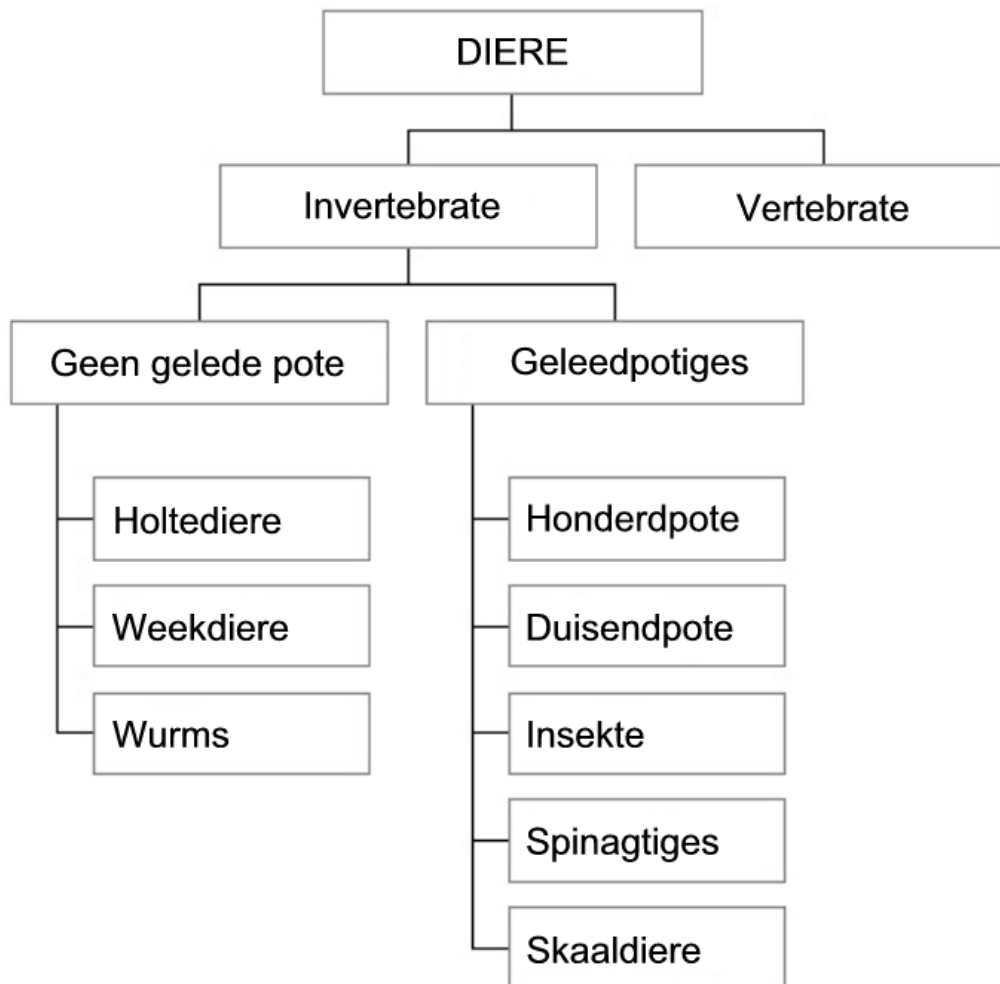 DIERE
Invertebrate
Vertebrate
Geen gelede pote
Geleedpotiges
Holtediere
Weekdiere
Wurms
Honderdpote
Duisendpote
Insekte
Spinagtiges
Skaaldiere